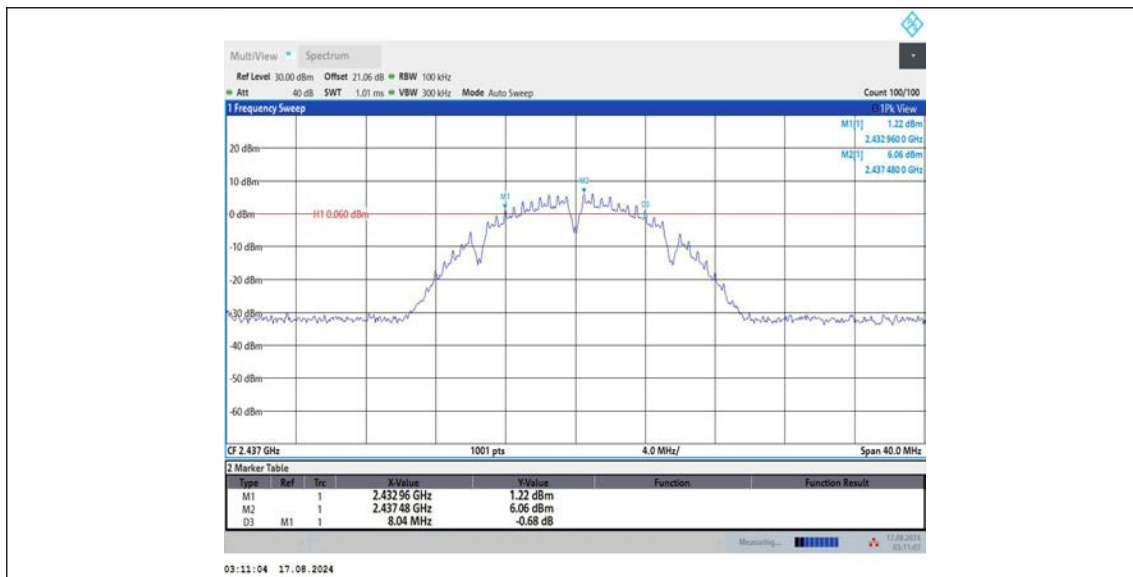 MultiView Spectrum
Ref Level 30.00 dBm Offset 21.06 dB RBW 100 kHz
Att 40 dB SWT 1.01 ms VBW 300 kHz Mode Auto Sweep Count 100/100
1 Frequency Sweep 1Pk View
M1[1] 1.22 dBm
2.432 960 0 GHz
M2[1] 6.06 dBm
2.437 480 0 GHz
20 dBm
10 dBm
M2
M1
D3
0 dBm H1 0.060 dBm
-10 dBm
-20 dBm
-30 dBm
-40 dBm
-50 dBm
-60 dBm
CF 2.437 GHz 1001 pts 4.0 MHz/ Span 40.0 MHz
2 Marker Table
Type Ref Trc X-Value Y-Value Function Function Result
M1 1 2.432 96 GHz 1.22 dBm
M2 1 2.437 48 GHz 6.06 dBm
D3 M1 1 8.04 MHz -0.68 dB
Measuring... 17.08.2024
03:11:03
03:11:04 17.08.2024